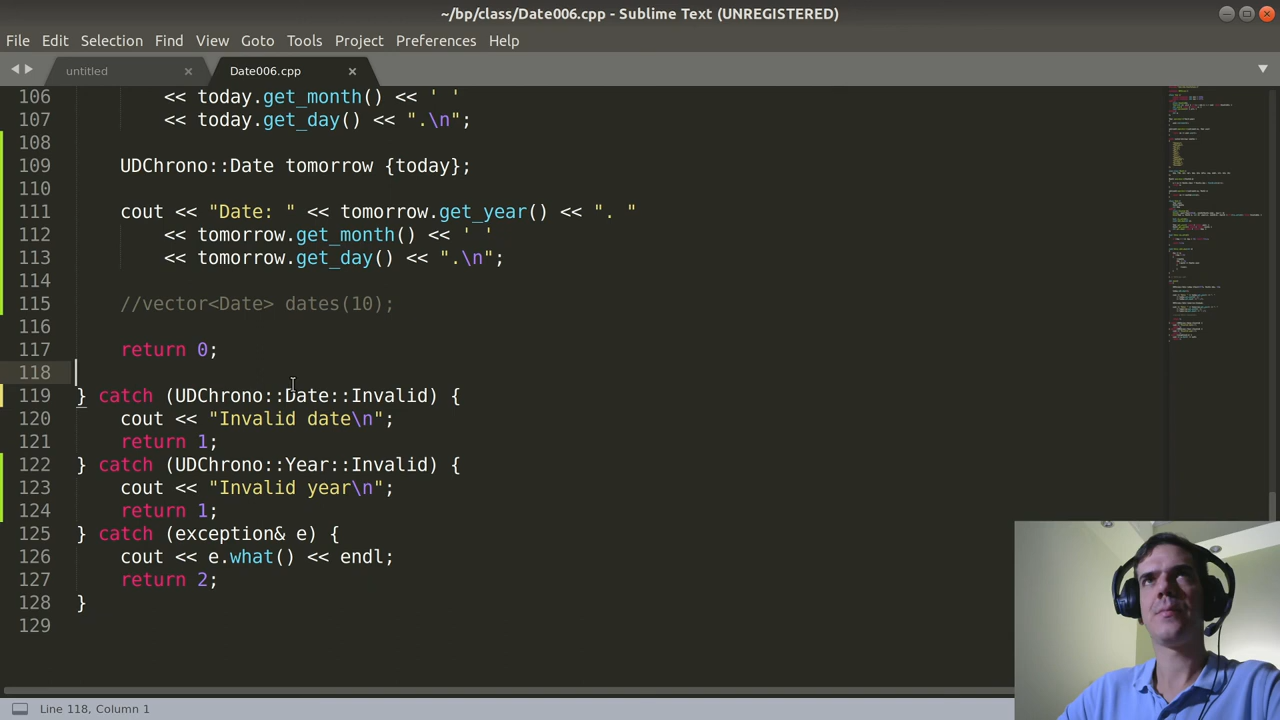 ~/bp/class/Date006.cpp - Sublime Text (UNREGISTERED)
File Edit Selection Find View Goto Tools Project Preferences Help
untitled Date006.cpp
106 << today.get_month() << ' '
107 << today.get_day() << ".\n";
108
109 UDChrono::Date tomorrow {today};
110
111 cout << "Date: " << tomorrow.get_year() << ". "
112 << tomorrow.get_month() << ' '
113 << tomorrow.get_day() << ".\n";
114
115 //vector<Date> dates(10);
116
117 return 0;
118
119 } catch (UDChrono::Date::Invalid) {
120 cout << "Invalid date\n";
121 return 1;
122 } catch (UDChrono::Year::Invalid) {
123 cout << "Invalid year\n";
124 return 1;
125 } catch (exception& e) {
126 cout << e.what() << endl;
127 return 2;
128 }
129
Line 118, Column 1